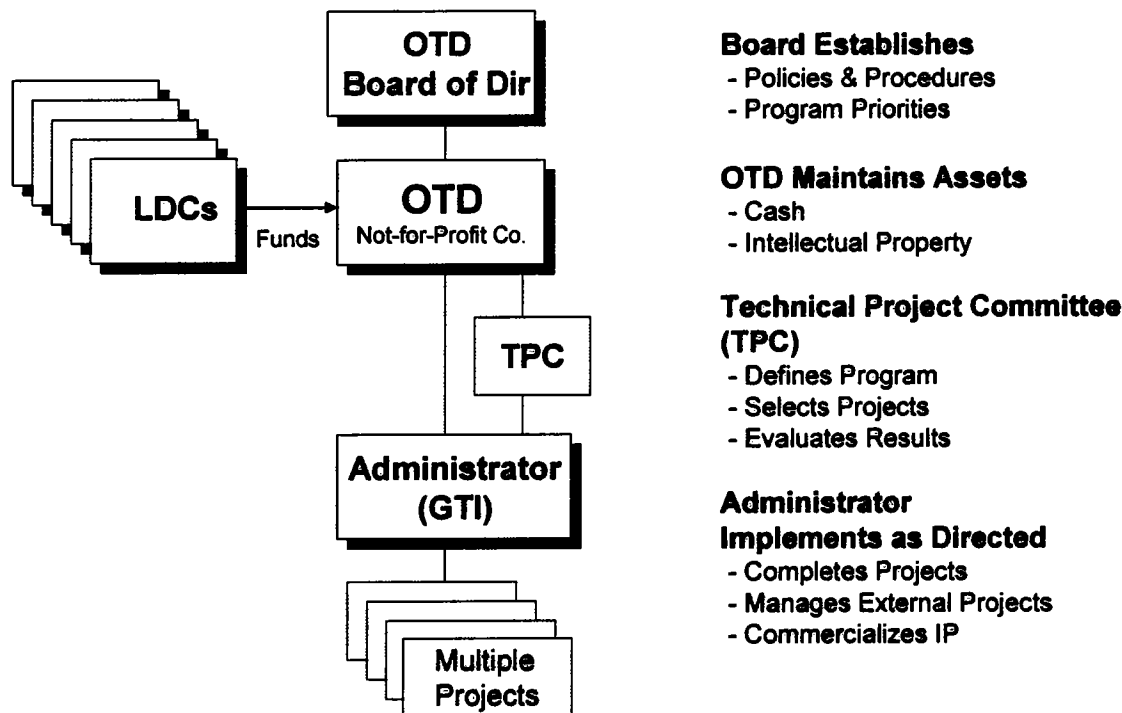 OTD
Board of Dir
LDCs
Funds
OTD
Not-for-Profit Co.
TPC
Administrator
(GTI)
Multiple
Projects
Board Establishes
- Policies & Procedures
- Program Priorities
OTD Maintains Assets
- Cash
- Intellectual Property
Technical Project Committee
(TPC)
- Defines Program
- Selects Projects
- Evaluates Results
Administrator
Implements as Directed
- Completes Projects
- Manages External Projects
- Commercializes IP